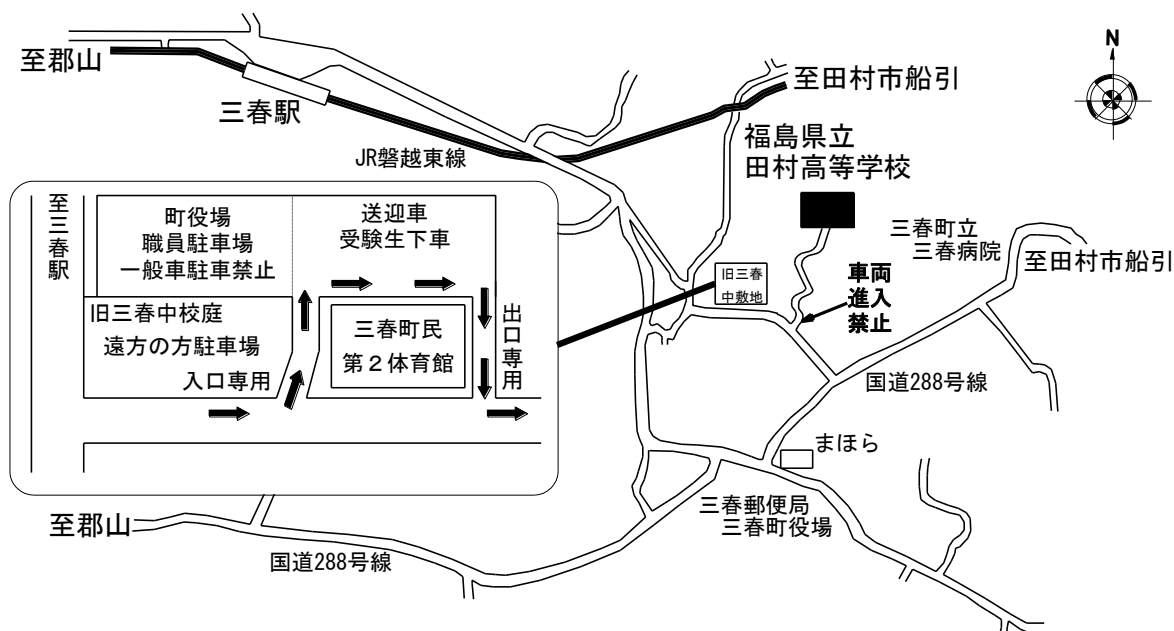 至郡山
三春駅
JR磐越東線
至田村市船引
N
福島県立
田村高等学校
三春町立
三春病院
至田村市船引
旧三春
中敷地
車両
進入
禁止
国道288号線
至三春駅
町役場
職員駐車場
一般車駐車禁止
送迎車
受験生下車
旧三春中校庭
遠方の方駐車場
入口専用
三春町民
第２体育館
出口専用
まほら
三春郵便局
三春町役場
至郡山
国道288号線